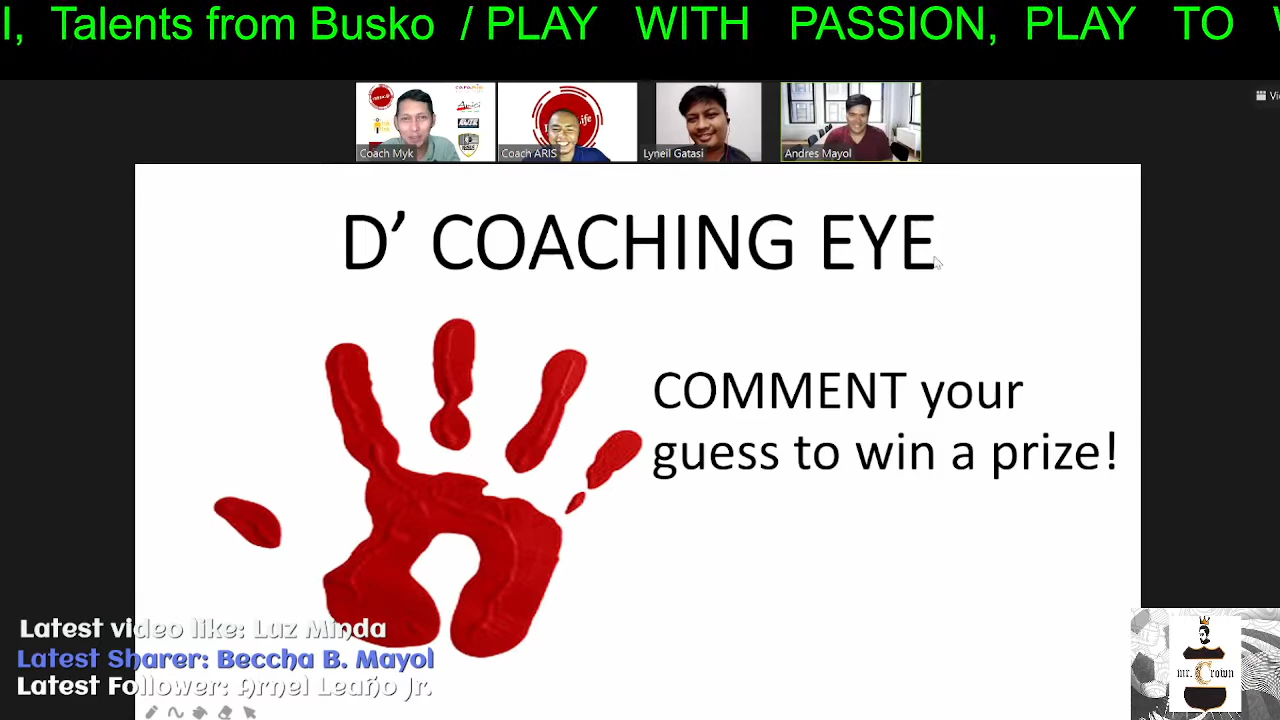 I, Talents from Busko / PLAY WITH PASSION, PLAY TO
Coach Myk
Coach ARIS
Lyneil Gatasi
Andres Mayol
D’ COACHING EYE
COMMENT your
guess to win a prize!
Latest video like: Luz Minda
Latest Sharer: Beccha B. Mayol
Latest Follower: Arnel Leaño Jr.
mr. Crown